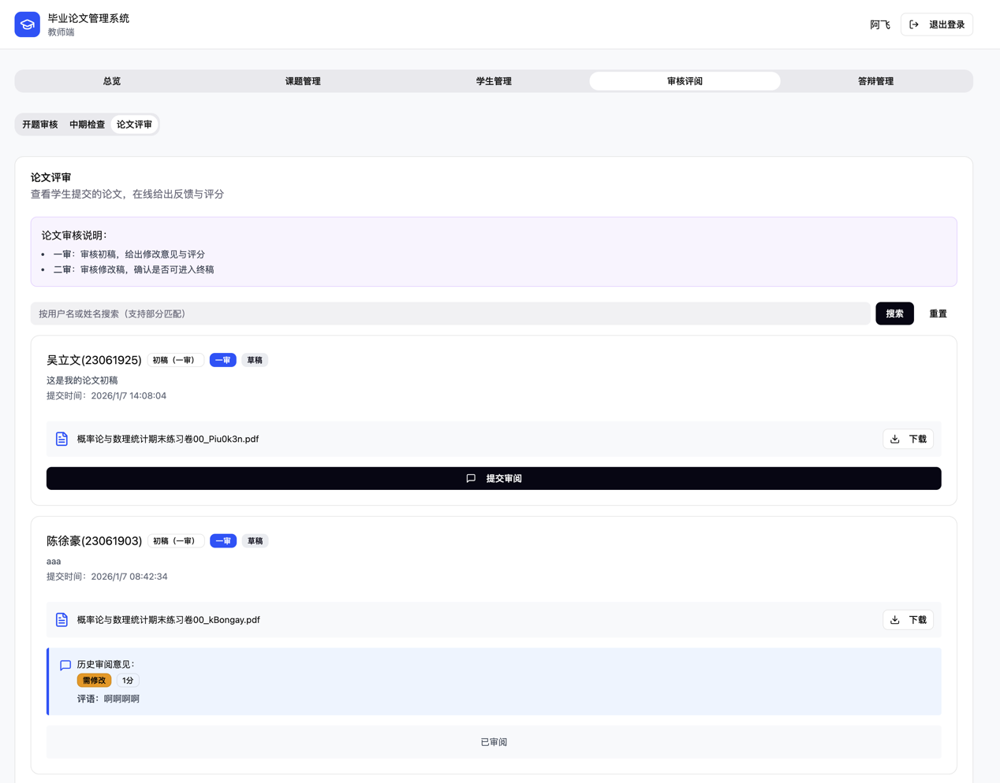 毕业论文管理系统
教师端
阿飞
退出登录
总览
课题管理
学生管理
审核评阅
答辩管理
开题审核
中期检查
论文评审
论文评审
查看学生提交的论文，在线给出反馈与评分
论文审核说明：
• 一审：审核初稿，给出修改意见与评分
• 二审：审核修改稿，确认是否可进入终稿
按用户名或姓名搜索（支持部分匹配）
搜索
重置
吴立文(23061925) 初稿（一审） 一审 草稿
这是我的论文初稿
提交时间：2026/1/7 14:08:04
概率论与数理统计期末练习卷00_Piu0k3n.pdf
下载
提交审阅
陈徐豪(23061903) 初稿（一审） 一审 草稿
aaa
提交时间：2026/1/7 08:42:34
概率论与数理统计期末练习卷00_kBongay.pdf
下载
历史审阅意见：
需修改 1分
评语：啊啊啊啊
已审阅